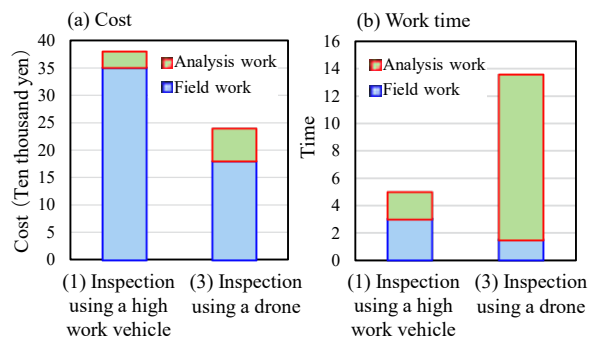 (a) Cost
40
35
30
25
20
15
10
5
0
Cost (Ten thousand yen)
Analysis work
Field work
(1) Inspection
using a high
work vehicle
(3) Inspection
using a drone
(b) Work time
16
14
12
10
8
6
4
2
0
Time
Analysis work
Field work
(1) Inspection
using a high
work vehicle
(3) Inspection
using a drone